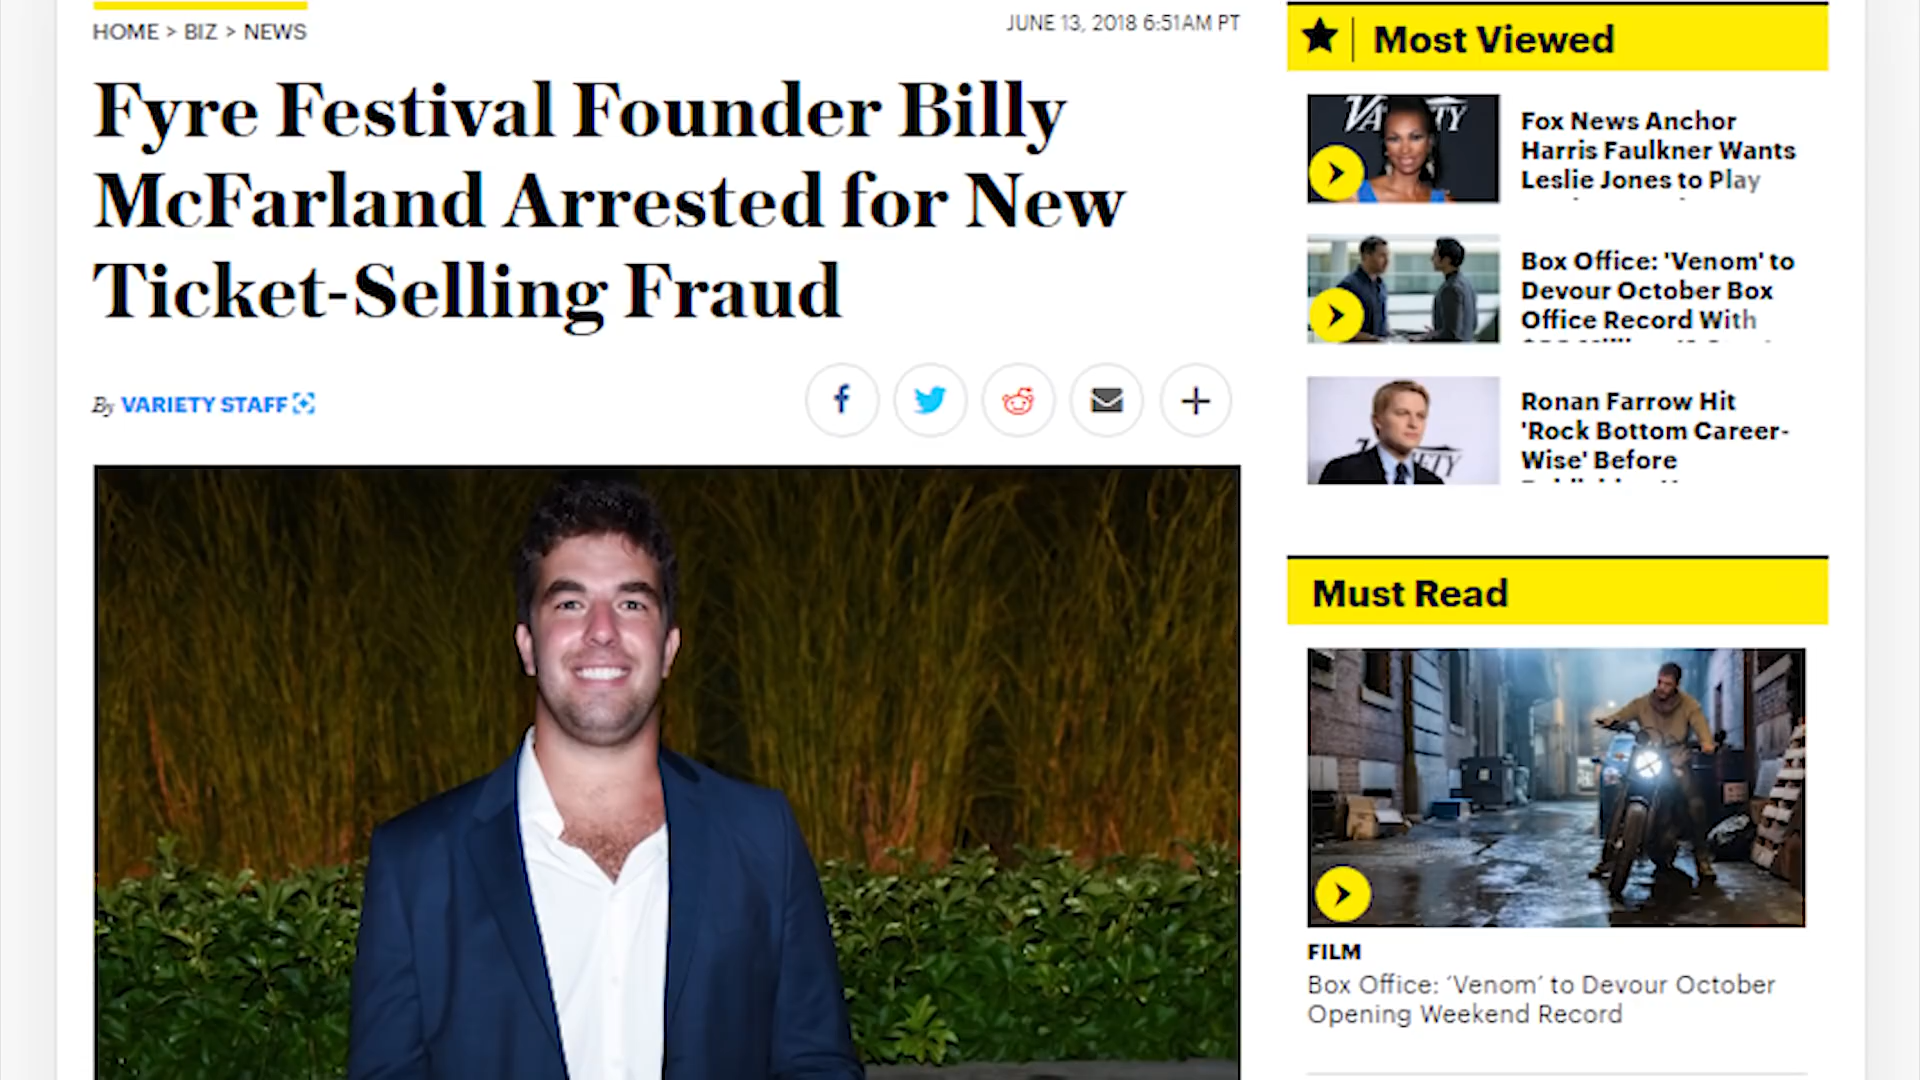 HOME > BIZ > NEWS
JUNE 13, 2018 6:51AM PT
Fyre Festival Founder Billy
McFarland Arrested for New
Ticket-Selling Fraud
By VARIETY STAFF
Most Viewed
VARIETY
Fox News Anchor
Harris Faulkner Wants
Leslie Jones to Play
Box Office: 'Venom' to
Devour October Box
Office Record With
Ronan Farrow Hit
'Rock Bottom Career-
Wise' Before
Must Read
FILM
Box Office: ‘Venom’ to Devour October
Opening Weekend Record